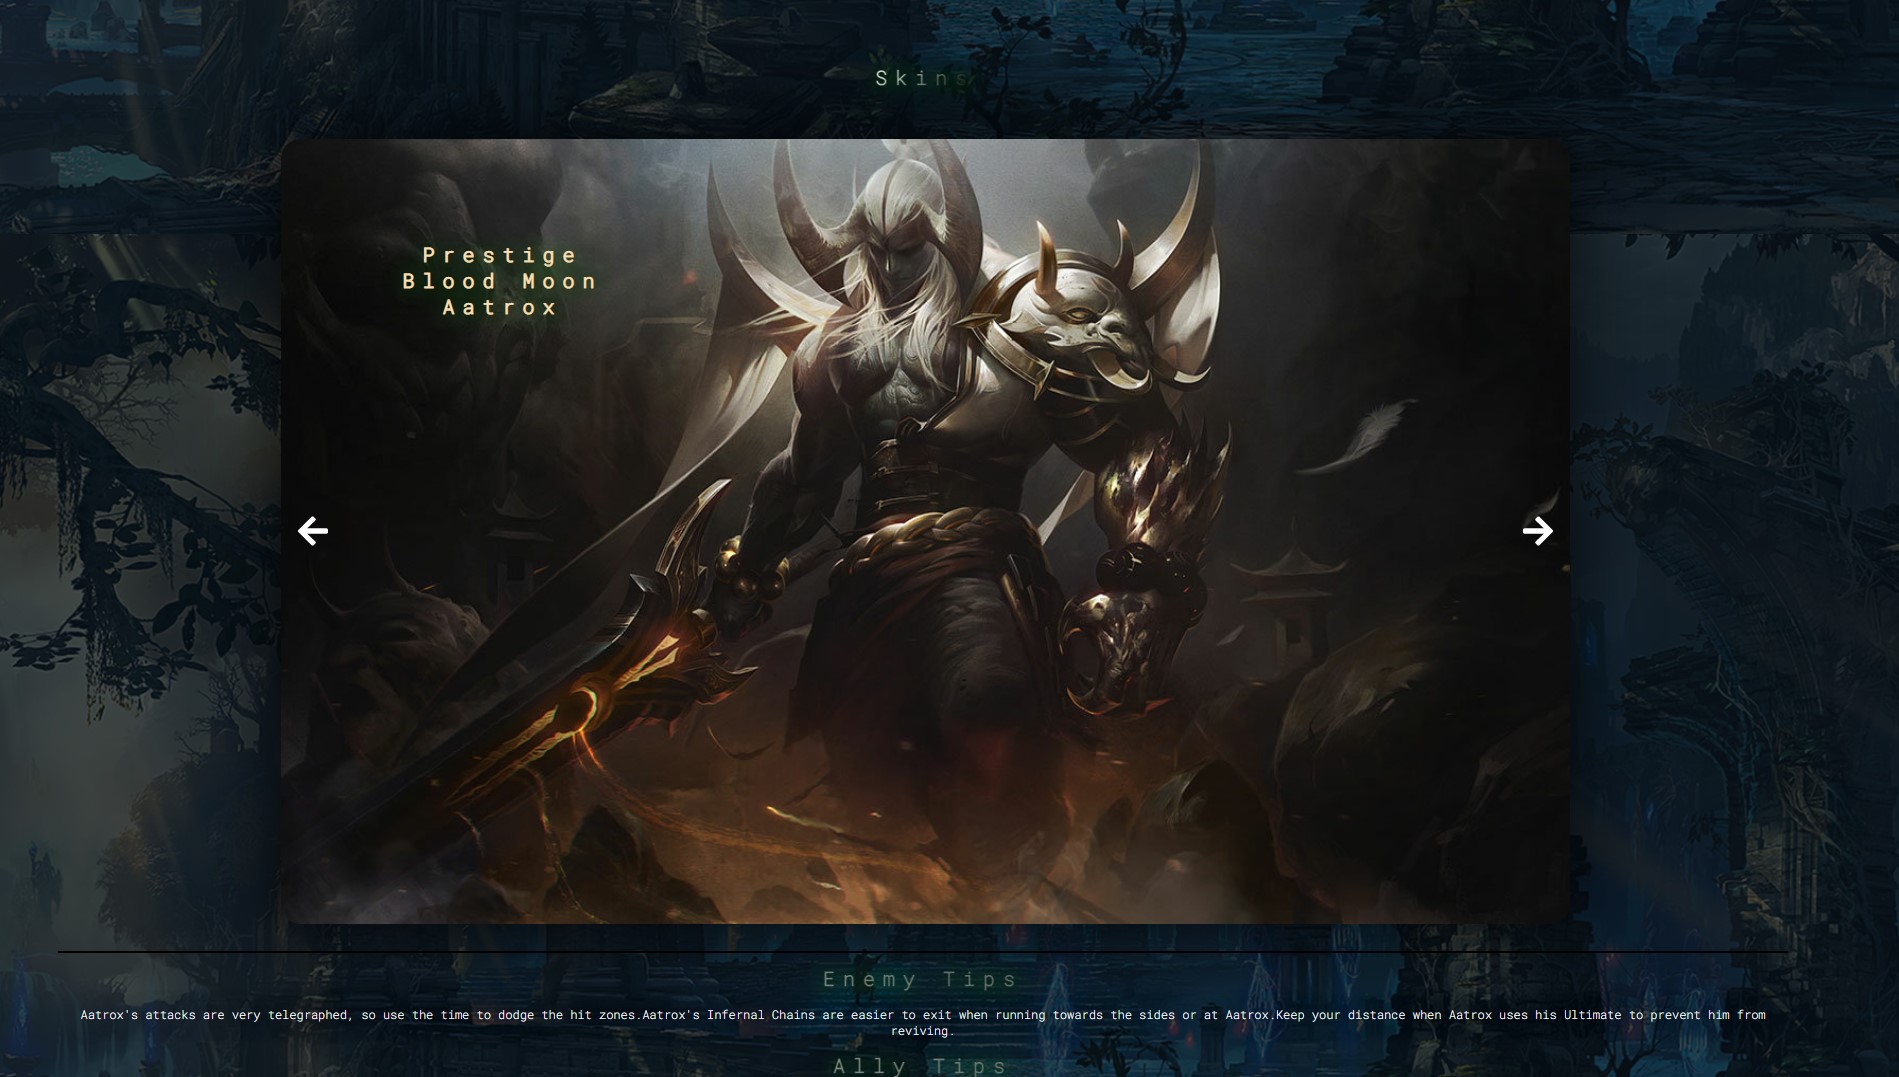 Skins
Prestige
Blood Moon
Aatrox
Enemy Tips
Aatrox's attacks are very telegraphed, so use the time to dodge the hit zones.Aatrox's Infernal Chains are easier to exit when running towards the sides or at Aatrox.Keep your distance when Aatrox uses his Ultimate to prevent him from
reviving.
Ally Tips